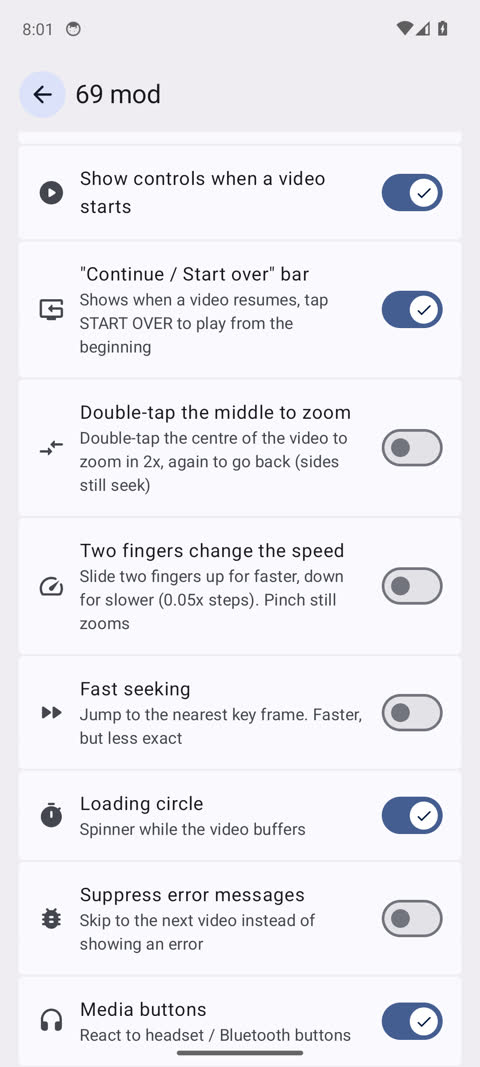 8:01
69 mod
Show controls when a video
starts
"Continue / Start over" bar
Shows when a video resumes, tap
START OVER to play from the
beginning
Double-tap the middle to zoom
Double-tap the centre of the video to
zoom in 2x, again to go back (sides
still seek)
Two fingers change the speed
Slide two fingers up for faster, down
for slower (0.05x steps). Pinch still
zooms
Fast seeking
Jump to the nearest key frame. Faster,
but less exact
Loading circle
Spinner while the video buffers
Suppress error messages
Skip to the next video instead of
showing an error
Media buttons
React to headset / Bluetooth buttons